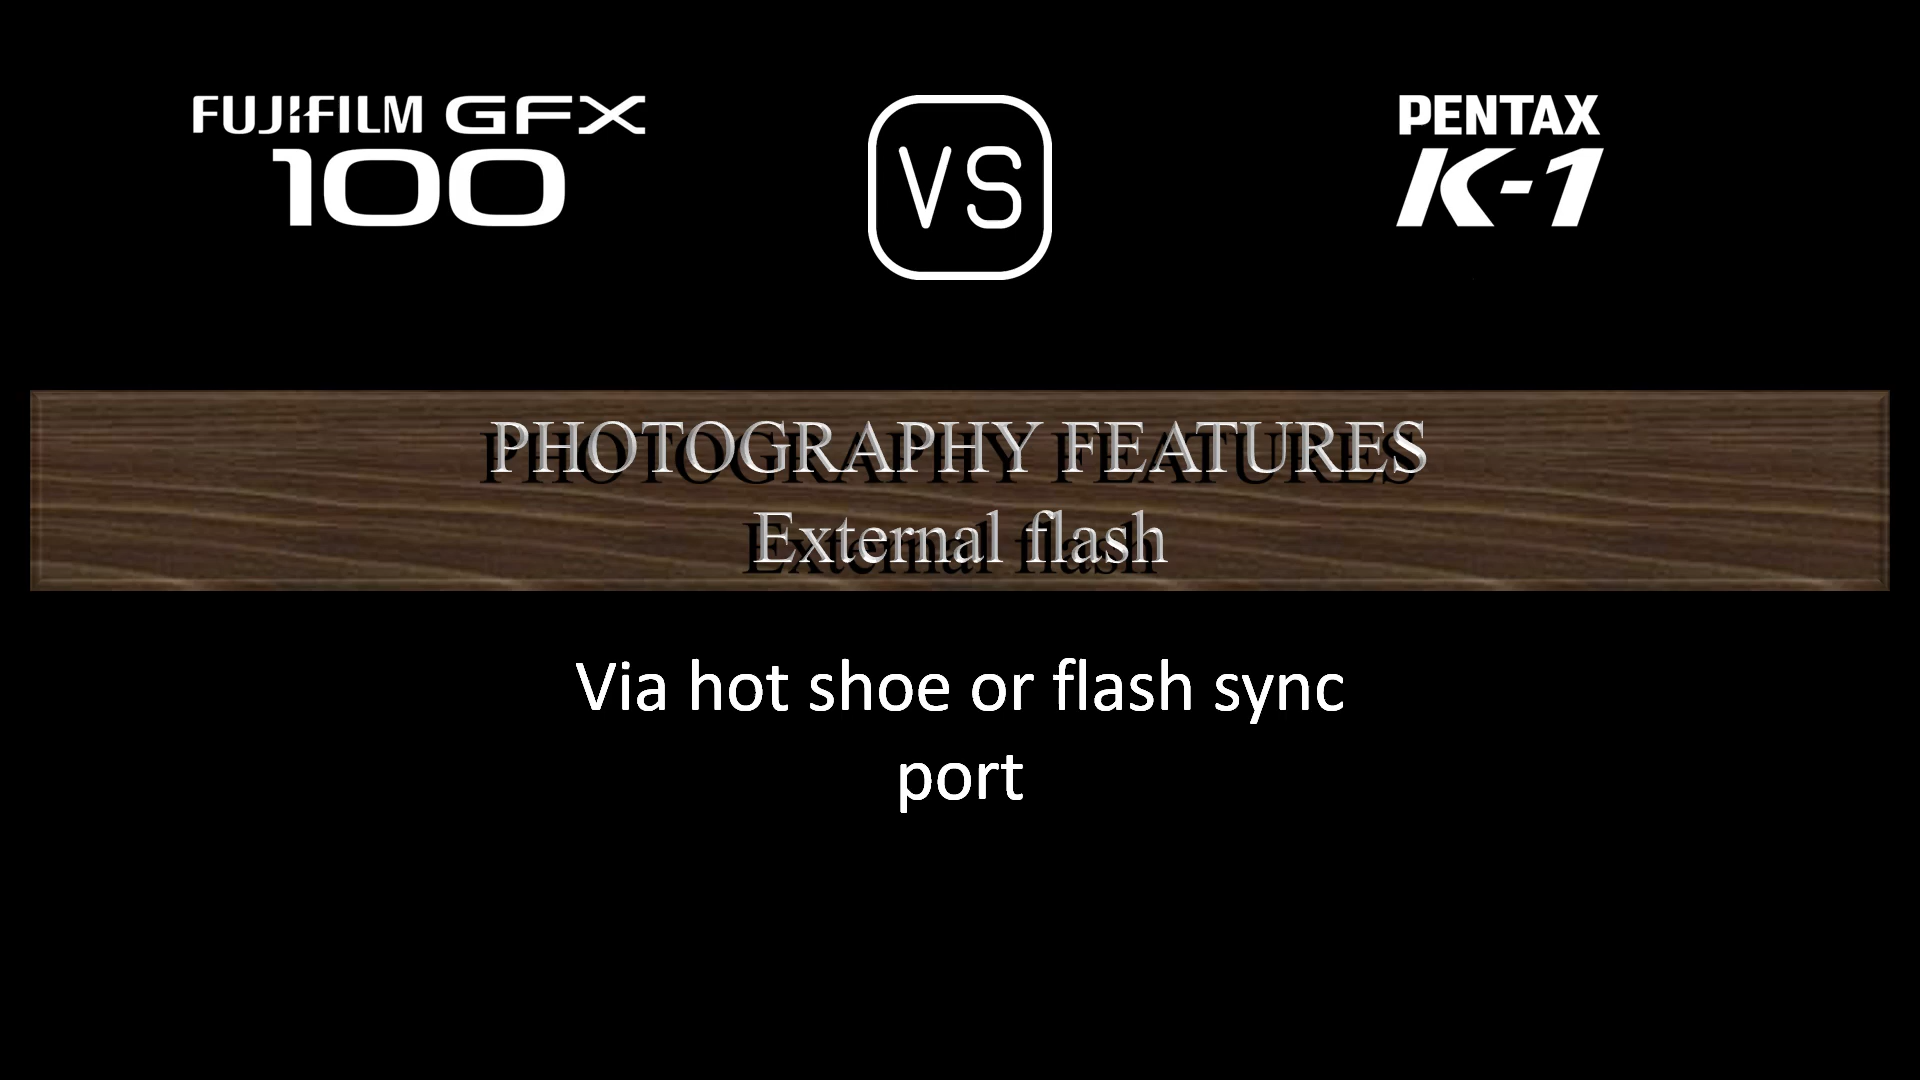 FUJIFILM GFX
100
VS
PENTAX
K-1
PHOTOGRAPHY FEATURES
External flash
Via hot shoe or flash sync
port